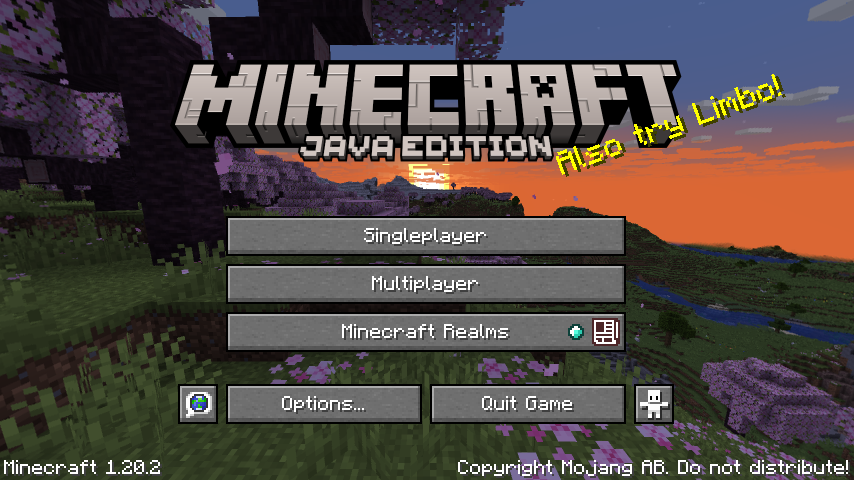 MINECRAFT
JAVA EDITION
Also try Limbo!
Singleplayer
Multiplayer
Minecraft Realms
Options...
Quit Game
Minecraft 1.20.2
Copyright Mojang AB. Do not distribute!